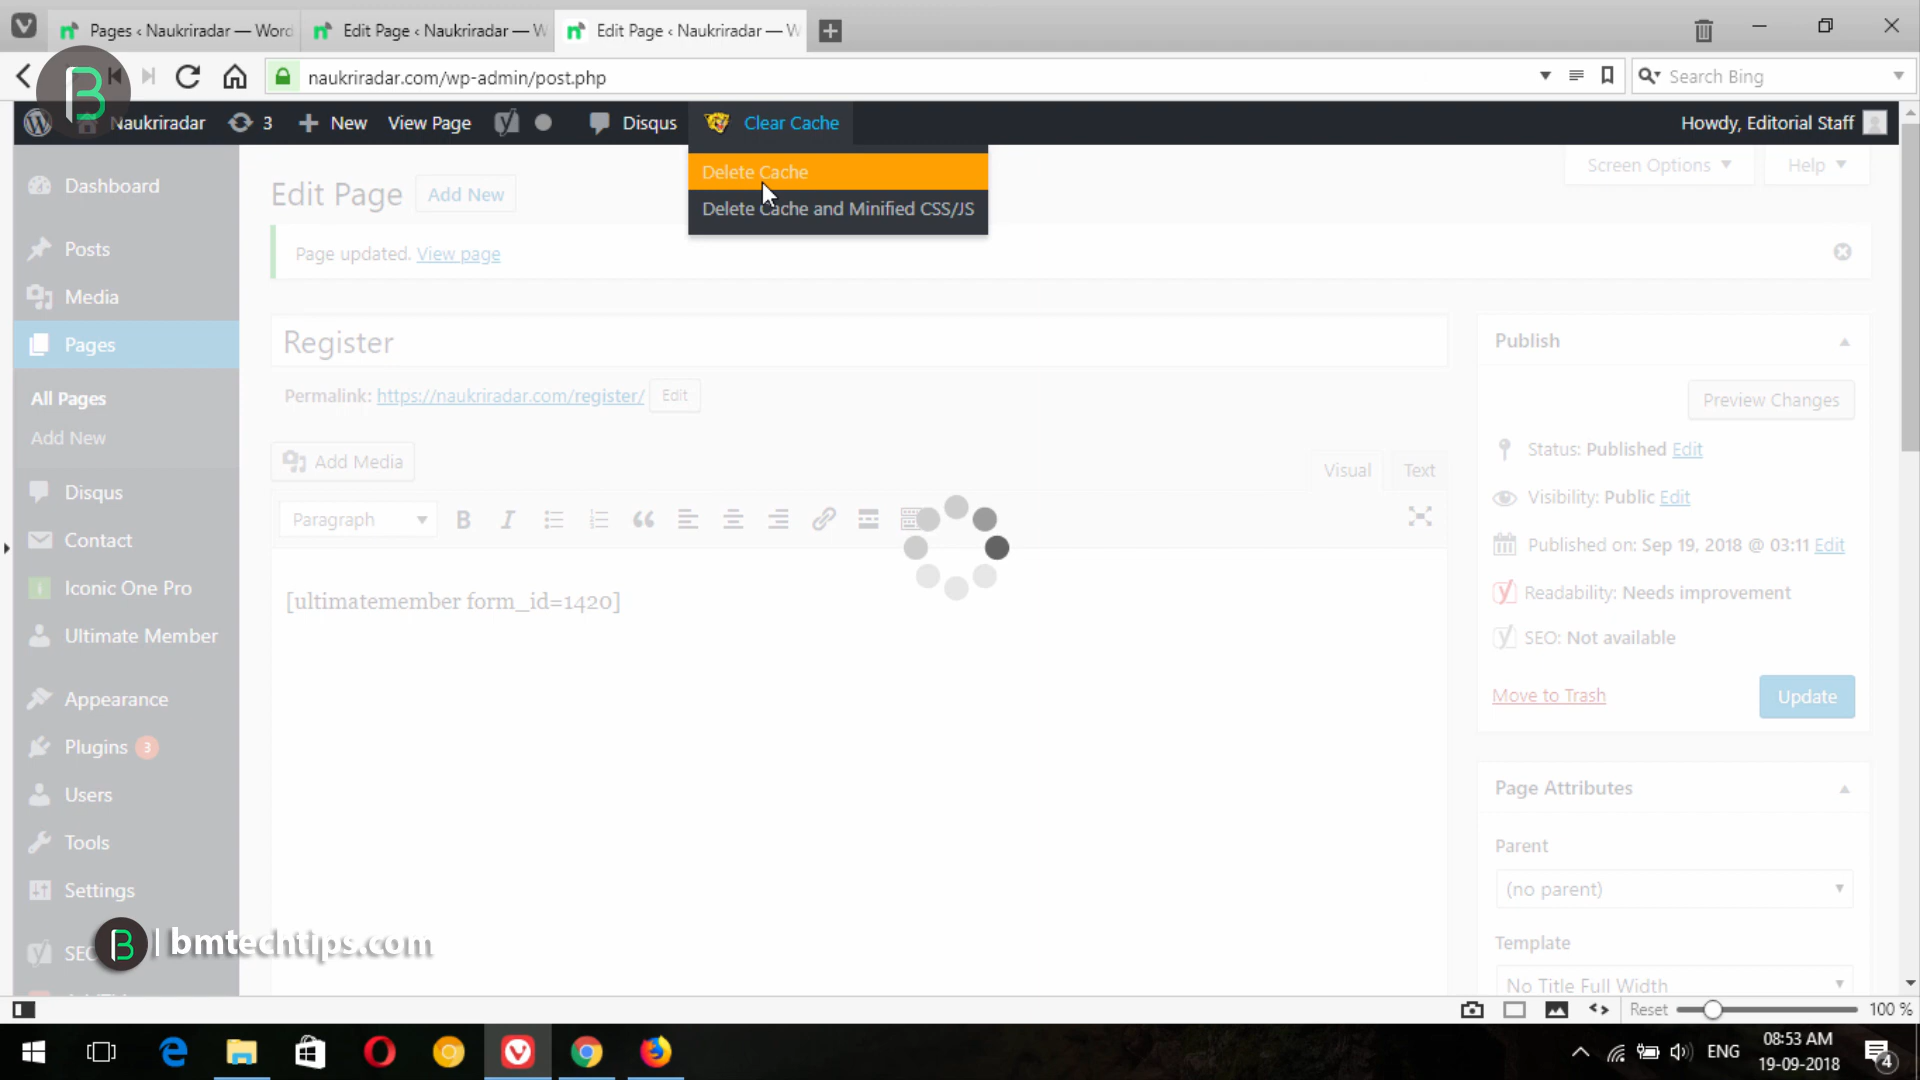 Pages ‹ Naukriradar — Word
Edit Page ‹ Naukriradar — W
Edit Page ‹ Naukriradar — W
naukriradar.com/wp-admin/post.php
Search Bing
Naukriradar
3
New
View Page
Disqus
Clear Cache
Howdy, Editorial Staff
Delete Cache
Delete Cache and Minified CSS/JS
Screen Options
Help
Edit Page
Add New
Page updated. View page
Dashboard
Posts
Media
Pages
All Pages
Add New
Disqus
Contact
Iconic One Pro
Ultimate Member
Appearance
Plugins 3
Users
Tools
Settings
SEO
Register
Permalink: https://naukriradar.com/register/ Edit
Add Media
Visual
Text
Paragraph
B
I
[ultimatemember form_id=1420]
Publish
Preview Changes
Status: Published Edit
Visibility: Public Edit
Published on: Sep 19, 2018 @ 03:11 Edit
Readability: Needs improvement
SEO: Not available
Move to Trash
Update
Page Attributes
Parent
(no parent)
Template
No Title Full Width
B | bmtechtips.com
Reset
100 %
ENG
08:53 AM
19-09-2018
4